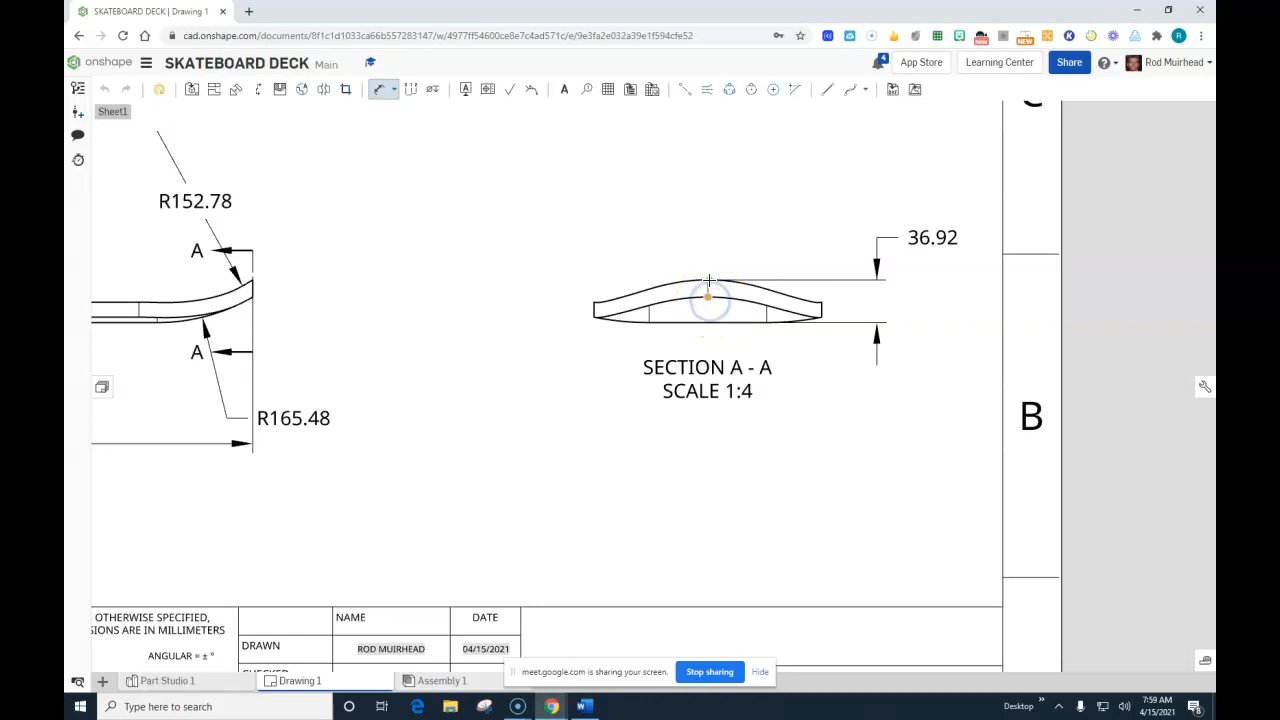 SKATEBOARD DECK | Drawing 1
cad.onshape.com/documents/8f1c1d1033ca66b557283147/w/4977f54600ce8e7c4ad571c/e/9e3fa2e032a39e1f594cfe52
onshape
SKATEBOARD DECK Main
4
App Store
Learning Center
Share
Rod Muirhead
Sheet1
C
R152.78
A
36.92
A
SECTION A - A
SCALE 1:4
R165.48
B
OTHERWISE SPECIFIED,
SIONS ARE IN MILLIMETERS
ANGULAR = ± °
NAME
DATE
DRAWN
ROD MUIRHEAD
04/15/2021
meet.google.com is sharing your screen.
Stop sharing
Hide
Part Studio 1
Drawing 1
Assembly 1
Type here to search
Desktop
7:59 AM
4/15/2021